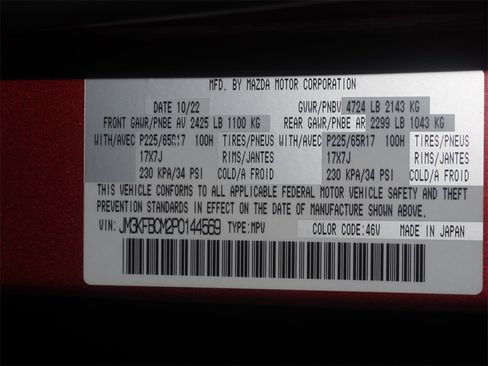 MFD. BY MAZDA MOTOR CORPORATION
DATE 10/22 GVWR/PNBV 4724 LB 2143 KG
FRONT GAWR/PNBE AV 2425 LB 1100 KG REAR GAWR/PNBE AR 2299 LB 1043 KG
WITH/AVEC P225/65R17 100H TIRES/PNEUS WITH/AVEC P225/65R17 100H TIRES/PNEUS
17X7J RIMS/JANTES 17X7J RIMS/JANTES
230 KPA/34 PSI COLD/A FROID 230 KPA/34 PSI COLD/A FROID
THIS VEHICLE CONFORMS TO ALL APPLICABLE FEDERAL MOTOR VEHICLE SAFETY AND THEFT
PREVENTION STANDARDS IN EFFECT ON THE DATE OF MANUFACTURE SHOWN ABOVE.
VIN: JM3KFBCM2P0144569 TYPE: MPV COLOR CODE: 46V MADE IN JAPAN